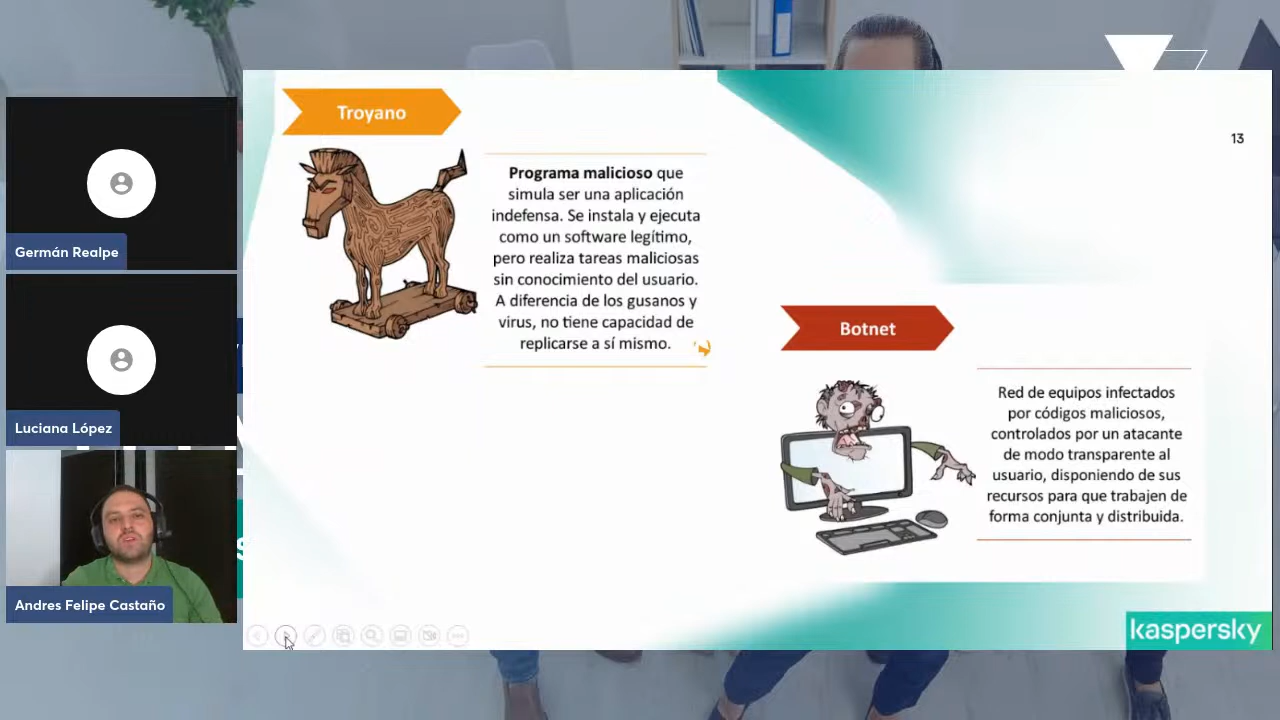 Germán Realpe
Luciana López
Andres Felipe Castaño
Troyano
Programa malicioso que
simula ser una aplicación
indefensa. Se instala y ejecuta
como un software legítimo,
pero realiza tareas maliciosas
sin conocimiento del usuario.
A diferencia de los gusanos y
virus, no tiene capacidad de
replicarse a sí mismo.
13
Botnet
Red de equipos infectados
por códigos maliciosos,
controlados por un atacante
de modo transparente al
usuario, disponiendo de sus
recursos para que trabajen de
forma conjunta y distribuida.
kaspersky